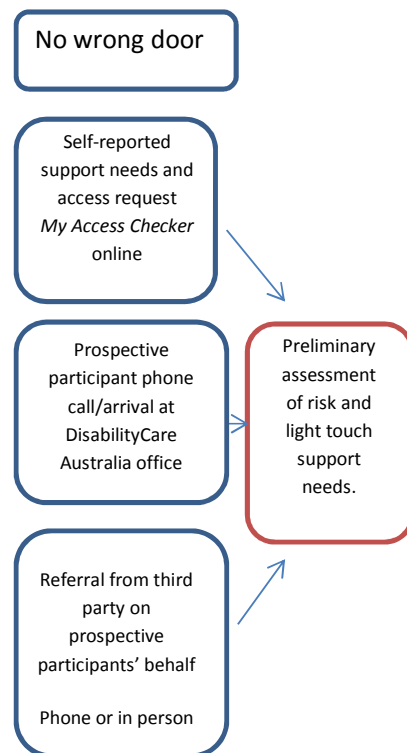 No wrong door
Self-reported
support needs and
access request
My Access Checker
online
Prospective
participant phone
call/arrival at
DisabilityCare
Australia office
Referral from third
party on
prospective
participants’ behalf
Phone or in person
Preliminary
assessment
of risk and
light touch
support
needs.